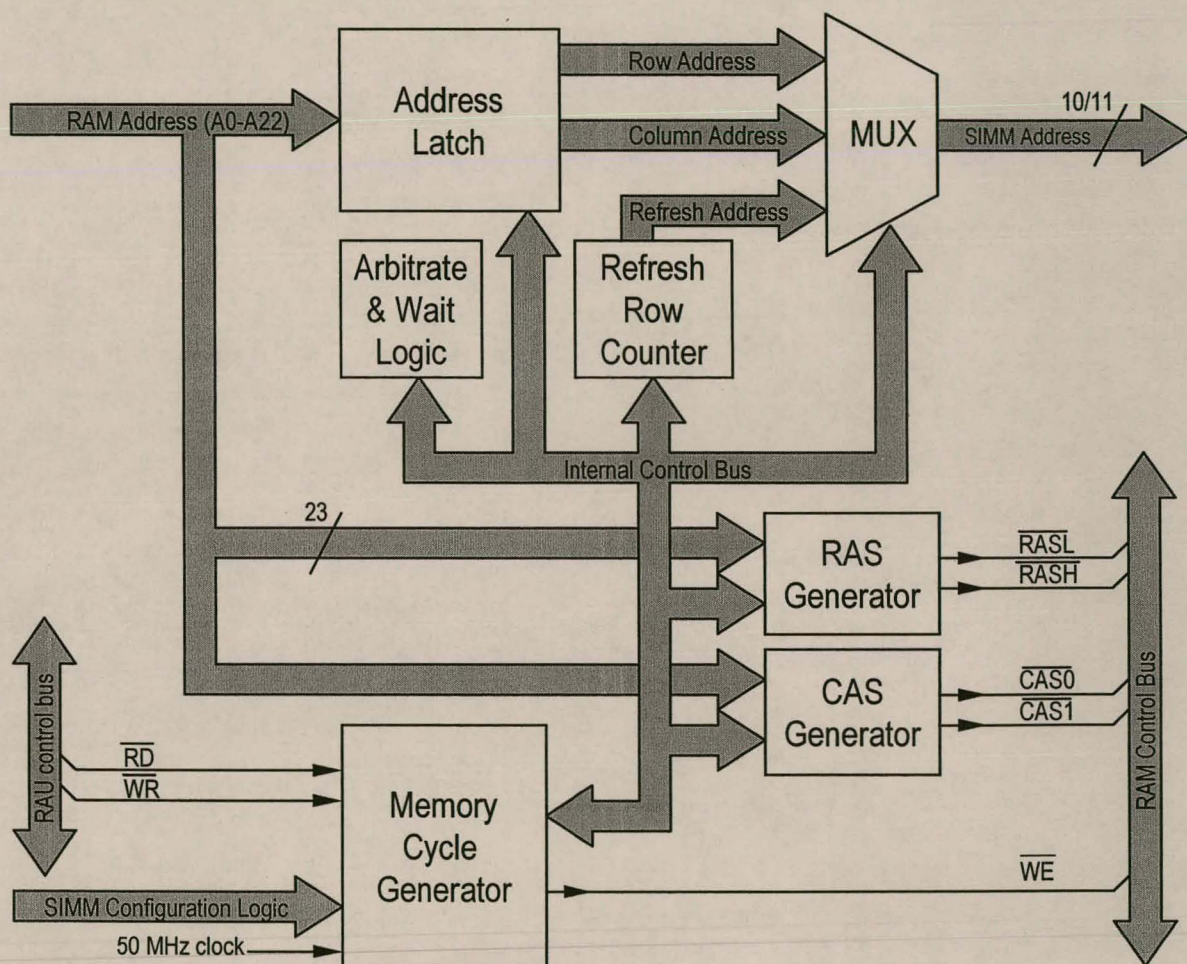 Row Address
Address
Latch
RAM Address (A0-A22)
Column Address
MUX
10/11
SIMM Address
Refresh Address
Arbitrate
& Wait
Logic
Refresh
Row
Counter
Internal Control Bus
23
RAS
Generator
RASL
RASH
CAS
Generator
CAS0
CAS1
RAU control bus
RD
WR
Memory
Cycle
Generator
WE
RAM Control Bus
SIMM Configuration Logic
50 MHz clock